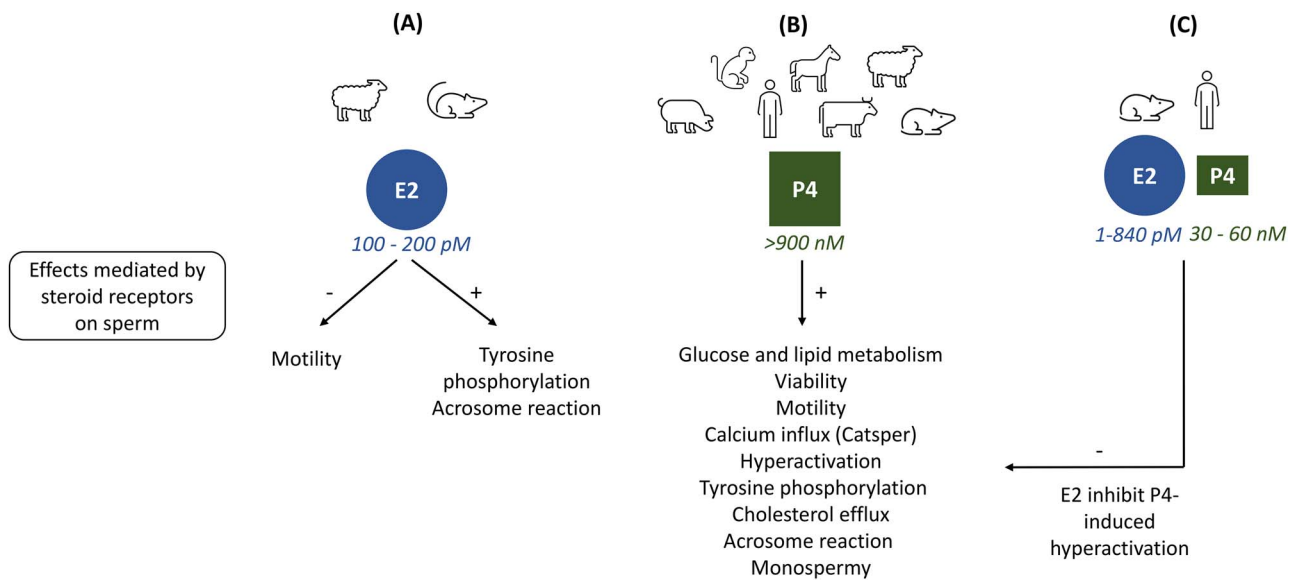 (A)
(B)
(C)
E2
P4
E2
P4
100 - 200 pM
>900 nM
1-840 pM
30 - 60 nM
Effects mediated by
steroid receptors
on sperm
-
+
+
Motility
Tyrosine
phosphorylation
Acrosome reaction
Glucose and lipid metabolism
Viability
Motility
Calcium influx (Catsper)
Hyperactivation
Tyrosine phosphorylation
Cholesterol efflux
Acrosome reaction
Monospermy
-
E2 inhibit P4-
induced
hyperactivation